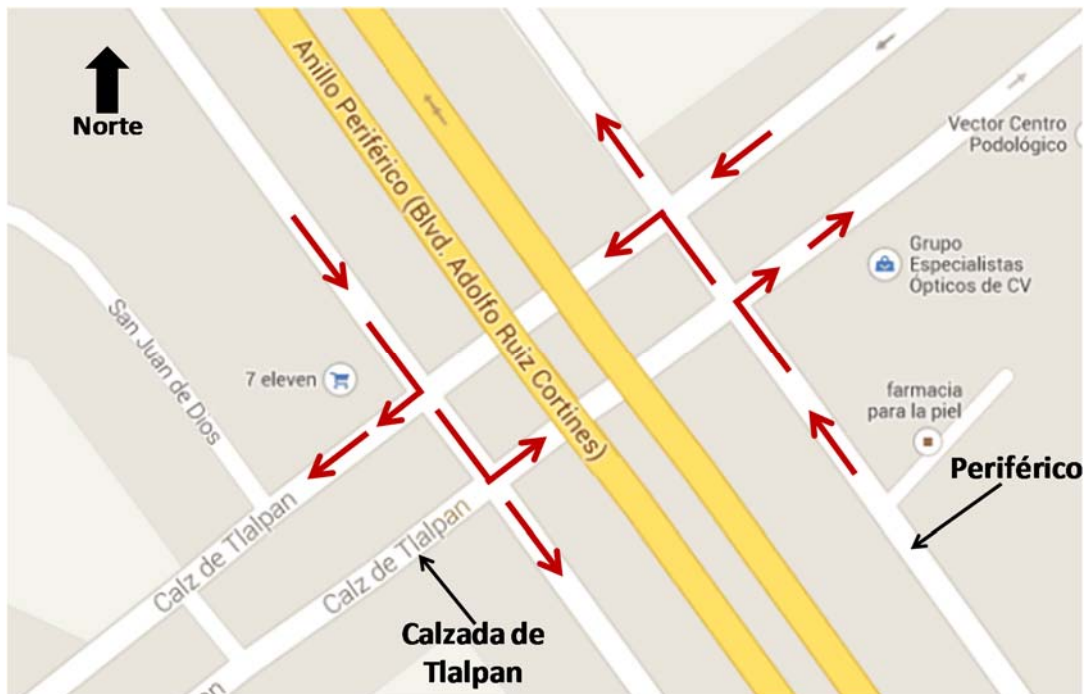 Norte
Anillo Periférico (Blvd. Adolfo Ruiz Cortines)
Vector Centro
Podológico
Grupo
Especialistas
Ópticos de CV
San Juan de Dios
7 eleven
farmacia
para la piel
Periférico
Calz de Tlalpan
Calz de Tlalpan
Calzada de
Tlalpan